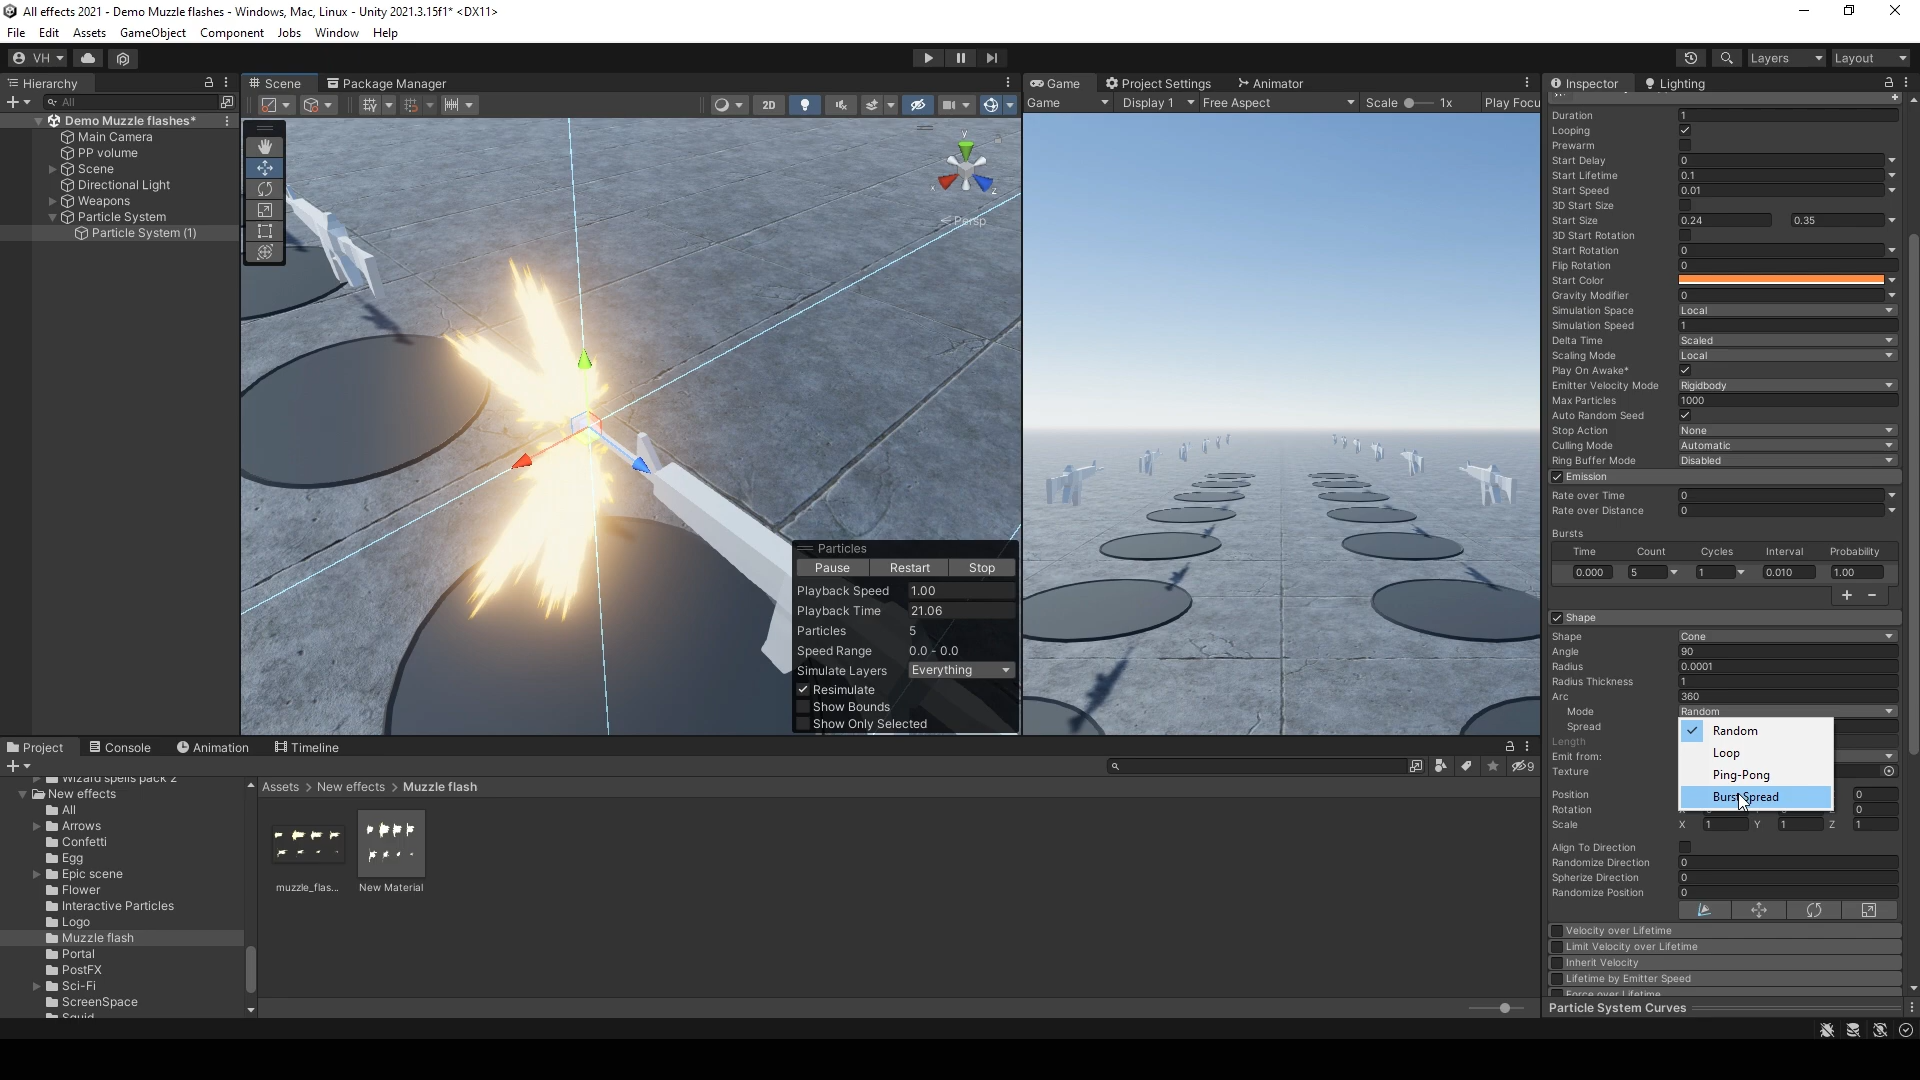 All effects 2021 - Demo Muzzle flashes - Windows, Mac, Linux - Unity 2021.3.15f1* <DX11>
File Edit Assets GameObject Component Jobs Window Help
VH
Layers Layout
Hierarchy
All
Demo Muzzle flashes*
Main Camera
PP volume
Scene
Directional Light
Weapons
Particle System
Particle System (1)
Scene Package Manager
2D
y
x
z
Persp
Particles
Pause Restart Stop
Playback Speed 1.00
Playback Time 21.06
Particles 5
Speed Range 0.0 - 0.0
Simulate Layers Everything
Resimulate
Show Bounds
Show Only Selected
Game Project Settings Animator
Game Display 1 Free Aspect Scale 1x Play Focu
Inspector Lighting
Duration 1
Looping
Prewarm
Start Delay 0
Start Lifetime 0.1
Start Speed 0.01
3D Start Size
Start Size 0.24 0.35
3D Start Rotation
Start Rotation 0
Flip Rotation 0
Start Color
Gravity Modifier 0
Simulation Space Local
Simulation Speed 1
Delta Time Scaled
Scaling Mode Local
Play On Awake*
Emitter Velocity Mode Rigidbody
Max Particles 1000
Auto Random Seed
Stop Action None
Culling Mode Automatic
Ring Buffer Mode Disabled
Emission
Rate over Time 0
Rate over Distance 0
Bursts
Time Count Cycles Interval Probability
0.000 5 1 0.010 1.00
Shape
Shape Cone
Angle 90
Radius 0.0001
Radius Thickness 1
Arc 360
Mode Random
Spread
Length
Emit from:
Texture
Random
Loop
Ping-Pong
Burst Spread
Position 0
Rotation 0
Scale X 1 Y 1 Z 1
Align To Direction
Randomize Direction 0
Spherize Direction 0
Randomize Position 0
Velocity over Lifetime
Limit Velocity over Lifetime
Inherit Velocity
Lifetime by Emitter Speed
Force over Lifetime
Particle System Curves
Project Console Animation Timeline
9
Wizard spells pack 2
New effects
All
Arrows
Confetti
Egg
Epic scene
Flower
Interactive Particles
Logo
Muzzle flash
Portal
PostFX
Sci-Fi
ScreenSpace
Squid
Assets > New effects > Muzzle flash
muzzle_flas... New Material